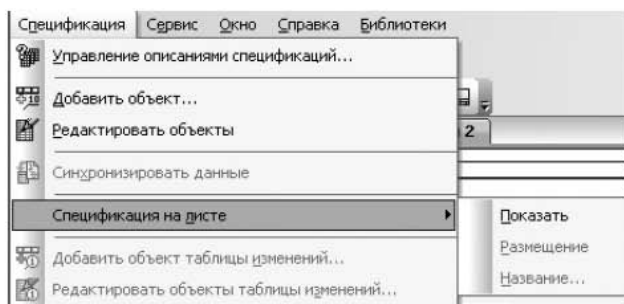 Спецификация Сервис Окно Справка Библиотеки
Управление описаниями спецификаций...
Добавить объект...
Редактировать объекты
2
Синхронизировать данные
Спецификация на листе
Показать
Добавить объект таблицы изменений...
Размещение
Редактировать объекты таблицы изменений...
Название...